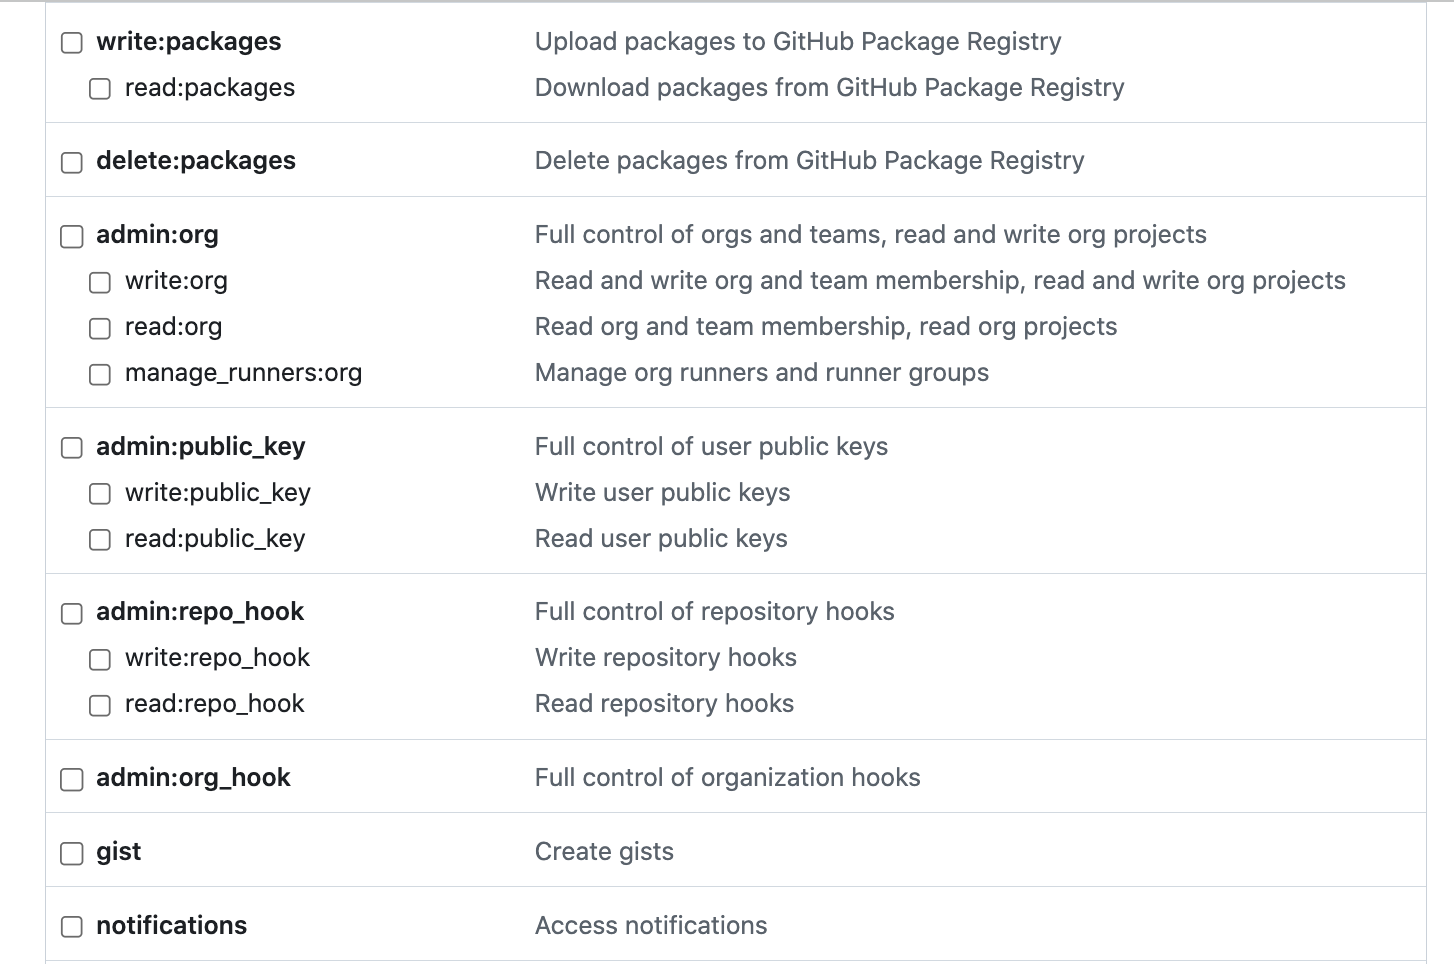 write:packages Upload packages to GitHub Package Registry
read:packages Download packages from GitHub Package Registry
delete:packages Delete packages from GitHub Package Registry
admin:org Full control of orgs and teams, read and write org projects
write:org Read and write org and team membership, read and write org projects
read:org Read org and team membership, read org projects
manage_runners:org Manage org runners and runner groups
admin:public_key Full control of user public keys
write:public_key Write user public keys
read:public_key Read user public keys
admin:repo_hook Full control of repository hooks
write:repo_hook Write repository hooks
read:repo_hook Read repository hooks
admin:org_hook Full control of organization hooks
gist Create gists
notifications Access notifications